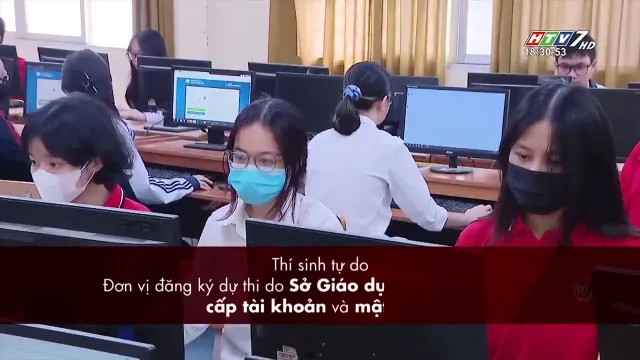 HTV7 HD
18:30:53
Thí sinh tự do
Đơn vị đăng ký dự thi do Sở Giáo dụ
cấp tài khoản và mật